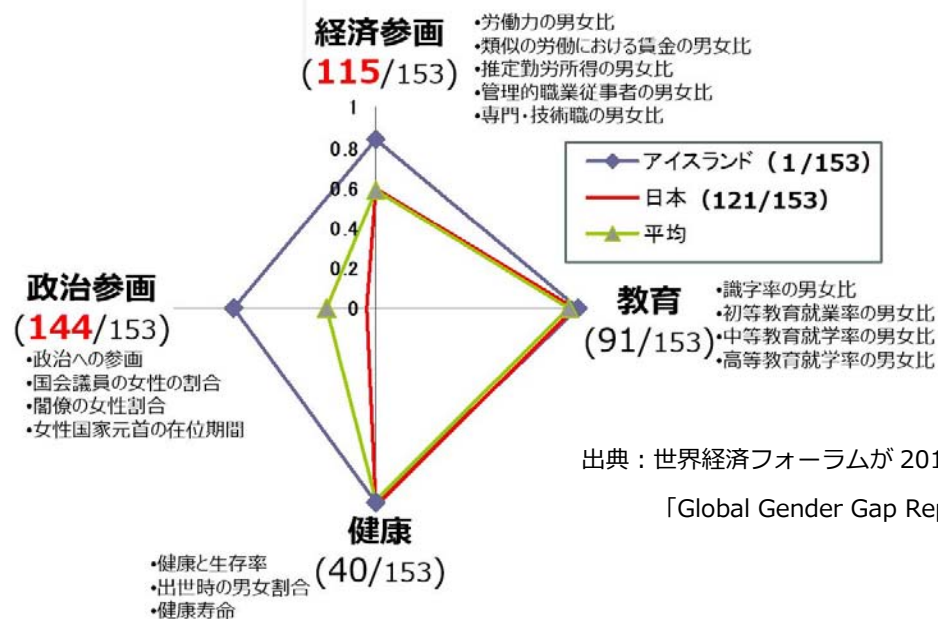 経済参画
(115/153)
•労働力の男女比
•類似の労働における賃金の男女比
•推定勤労所得の男女比
•管理的職業従事者の男女比
•専門・技術職の男女比
1
0.8
0.6
0.4
0.2
0
アイスランド (1/153)
日本 (121/153)
平均
政治参画
(144/153)
•政治への参画
•国会議員の女性の割合
•閣僚の女性割合
•女性国家元首の在位期間
教育
(91/153)
•識字率の男女比
•初等教育就業率の男女比
•中等教育就学率の男女比
•高等教育就学率の男女比
出典：世界経済フォーラムが 201
「Global Gender Gap Rep
健康
(40/153)
•健康と生存率
•出世時の男女割合
•健康寿命